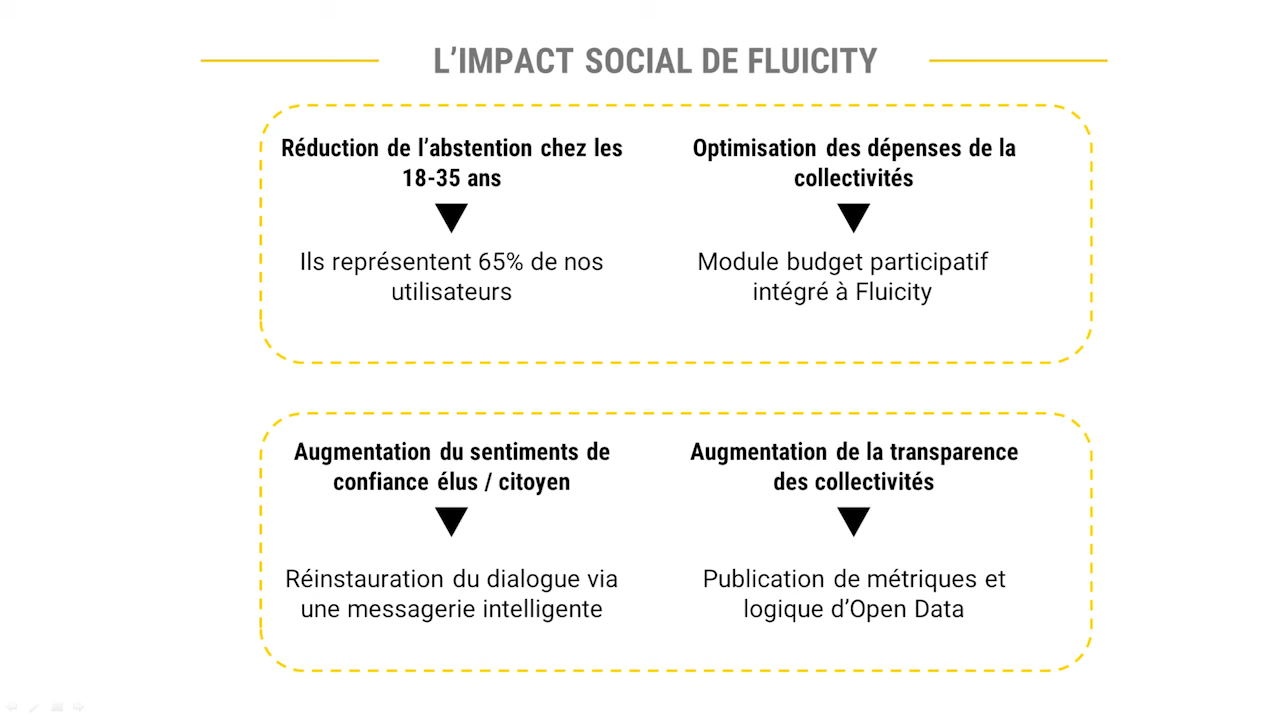 L’IMPACT SOCIAL DE FLUICITY
Réduction de l’abstention chez les
18-35 ans
Ils représentent 65% de nos
utilisateurs
Optimisation des dépenses de la
collectivités
Module budget participatif
intégré à Fluicity
Augmentation du sentiments de
confiance élus / citoyen
Réinstauration du dialogue via
une messagerie intelligente
Augmentation de la transparence
des collectivités
Publication de métriques et
logique d’Open Data